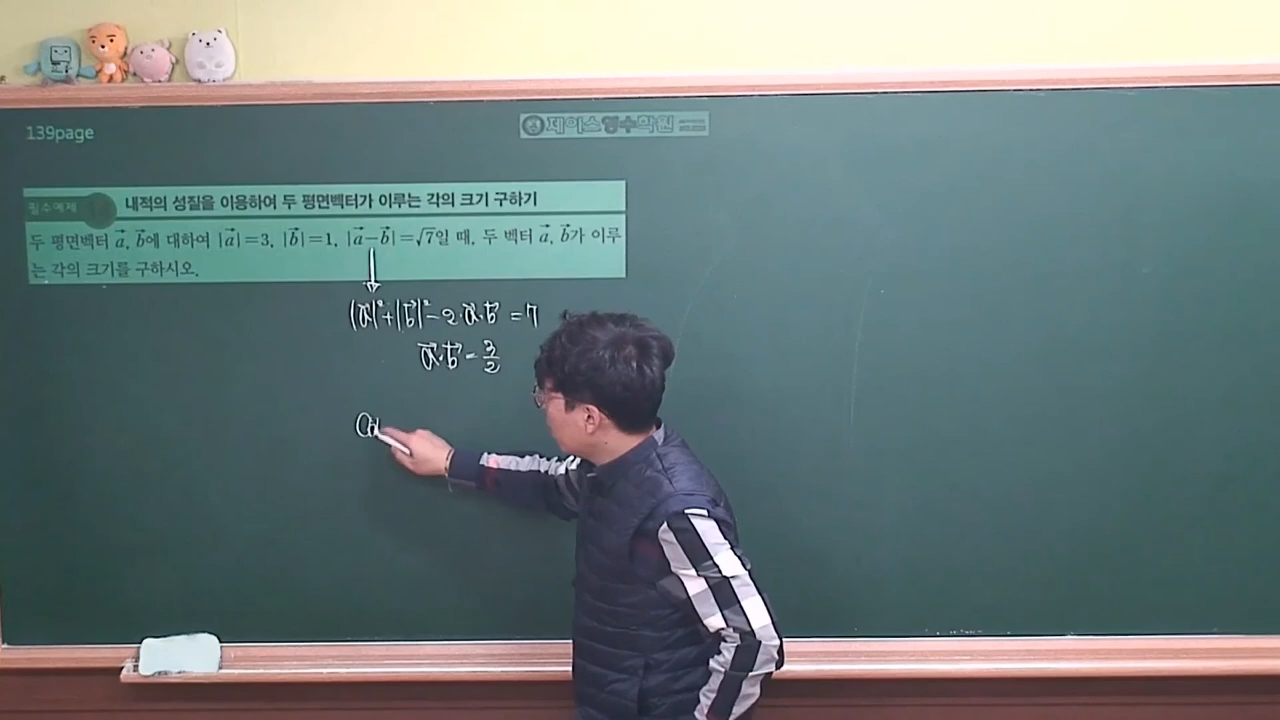 139page
제이스영수학원
필수예제
내적의 성질을 이용하여 두 평면벡터가 이루는 각의 크기 구하기
두 평면벡터 a⃗, b⃗에 대하여 |a⃗|=3, |b⃗|=1, |a⃗−b⃗|=√7일 때, 두 벡터 a⃗, b⃗가 이루
는 각의 크기를 구하시오.
|a⃗|²+|b⃗|²−2·a⃗·b⃗ =7
a⃗·b⃗=3/2